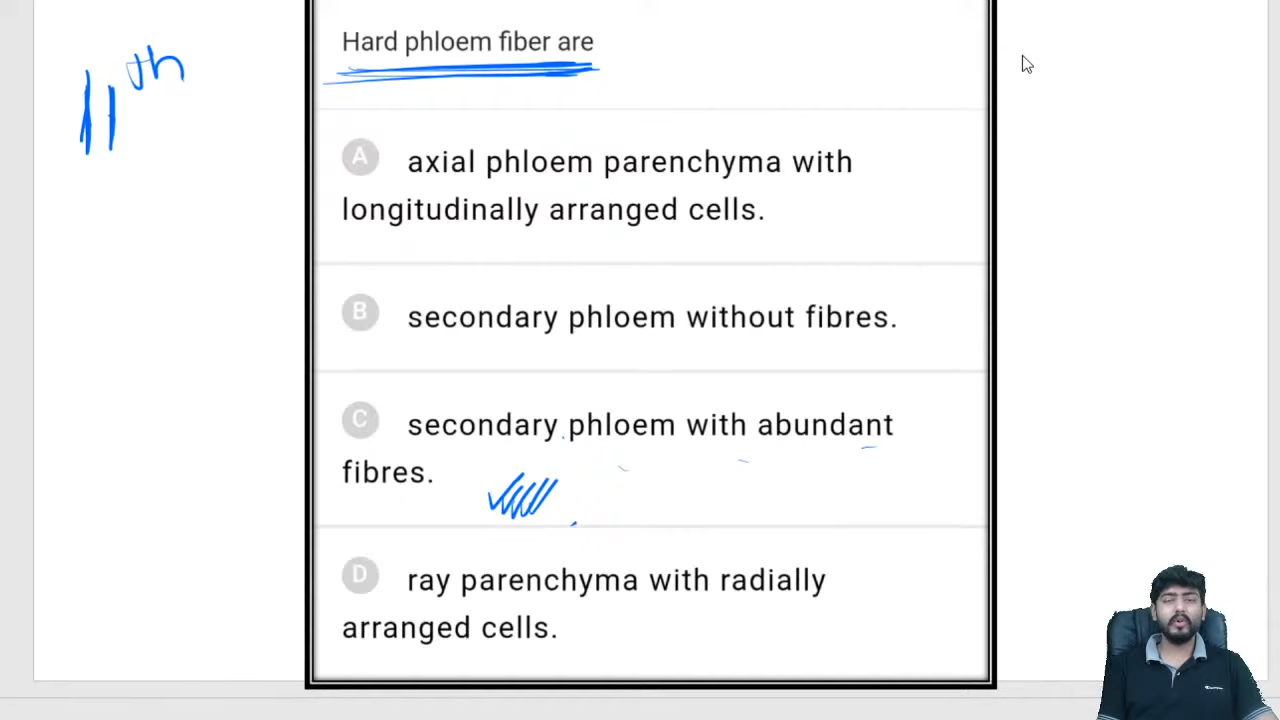 Hard phloem fiber are
11th
A axial phloem parenchyma with
longitudinally arranged cells.
B secondary phloem without fibres.
C secondary phloem with abundant
fibres.
D ray parenchyma with radially
arranged cells.